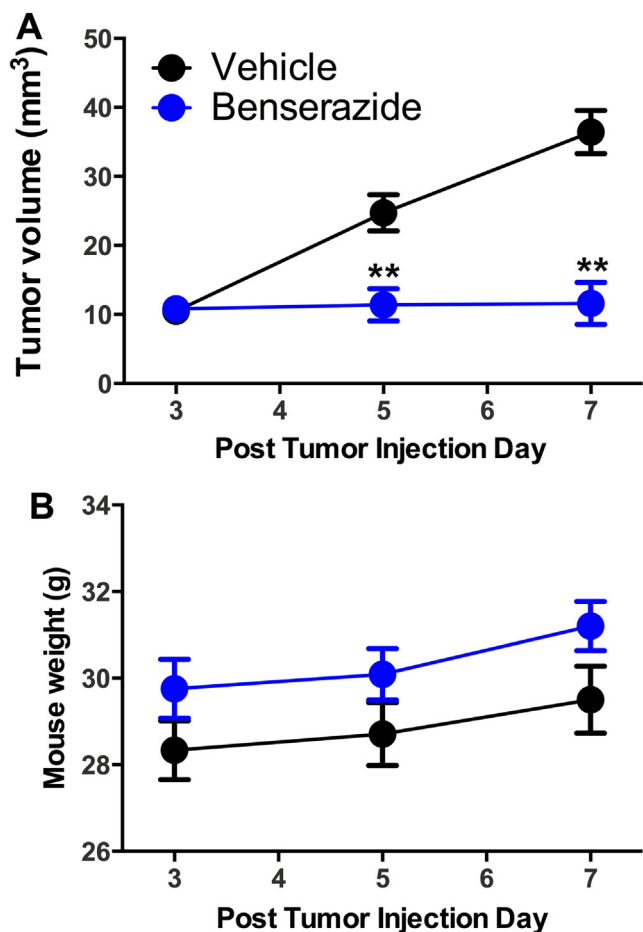 A
Tumor volume (mm³)
50
40
30
20
10
0
Vehicle
Benserazide
**
**
3 4 5 6 7
Post Tumor Injection Day
B
Mouse weight (g)
34
32
30
28
26
3 4 5 6 7
Post Tumor Injection Day